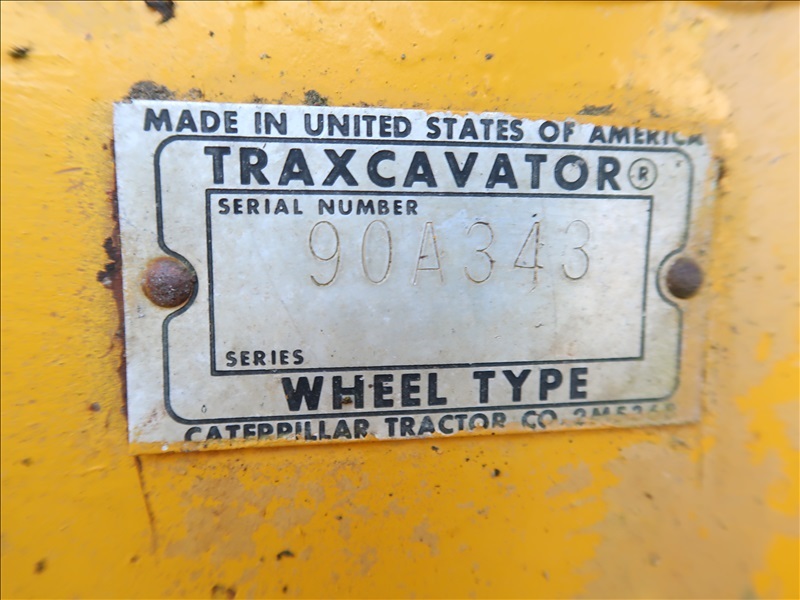 MADE IN UNITED STATES OF AMERICA
TRAXCAVATOR®
SERIAL NUMBER
90A343
SERIES
WHEEL TYPE
CATERPILLAR TRACTOR CO.